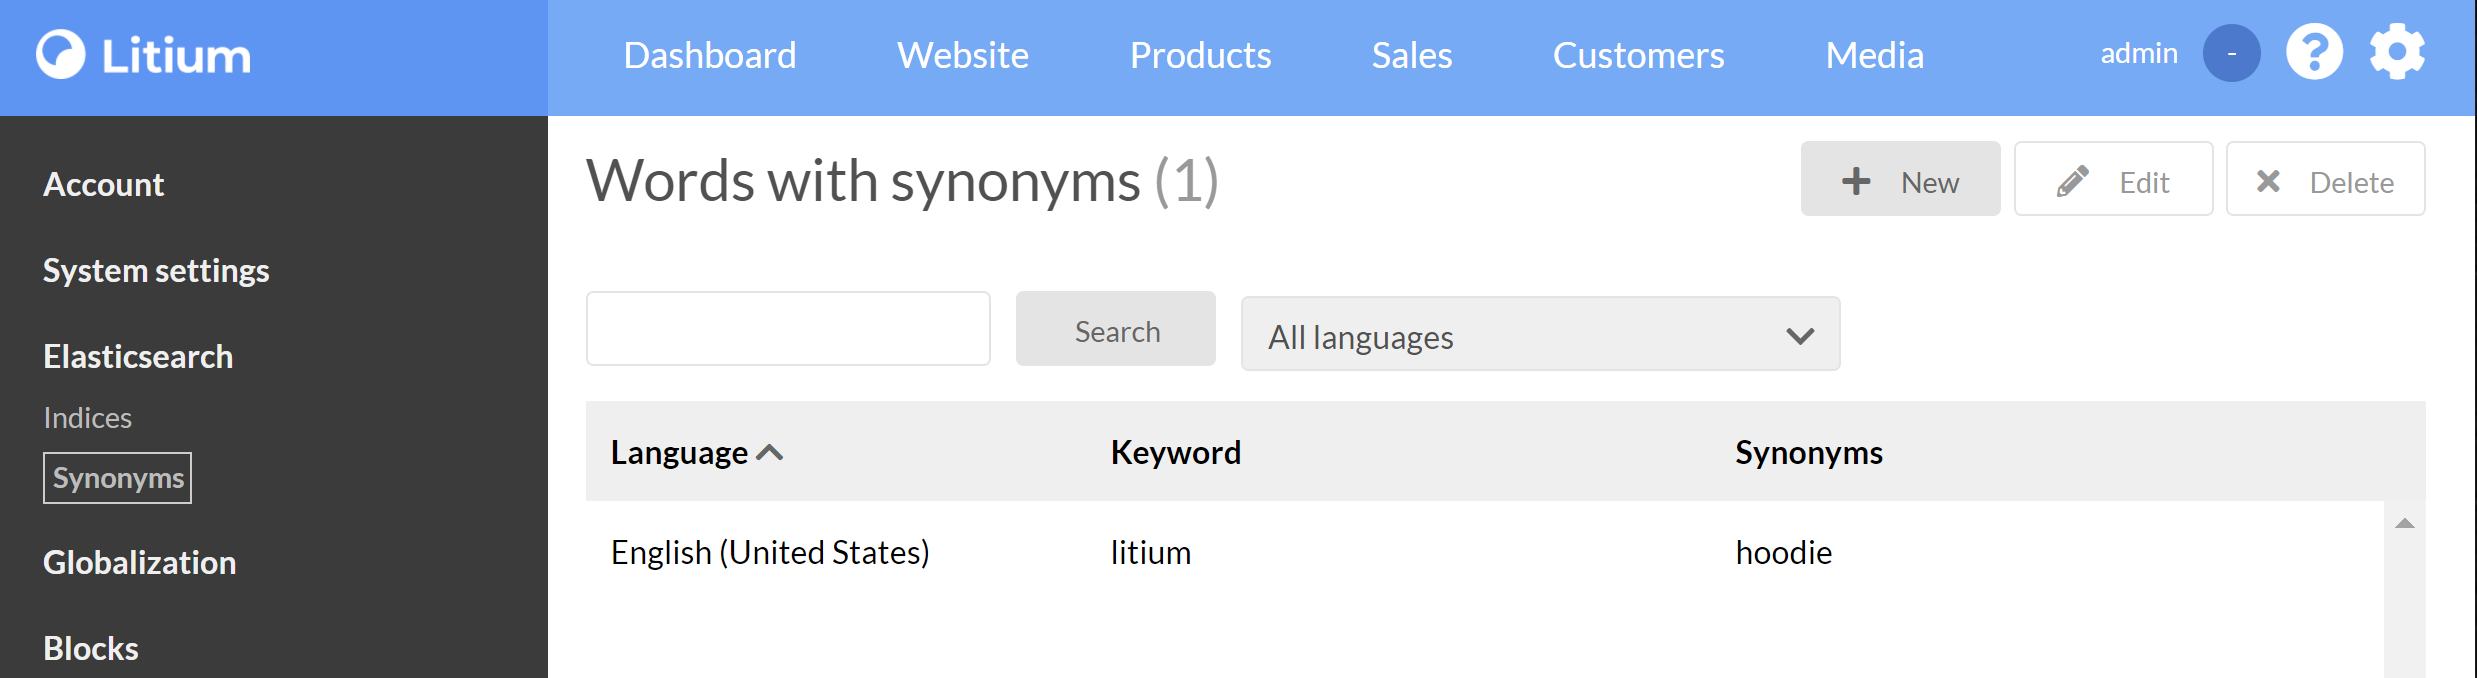 Litium Dashboard Website Products Sales Customers Media admin -
Account
System settings
Elasticsearch
Indices
Synonyms
Globalization
Blocks
Words with synonyms (1) New Edit Delete
Search All languages
Language Keyword Synonyms
English (United States) litium hoodie